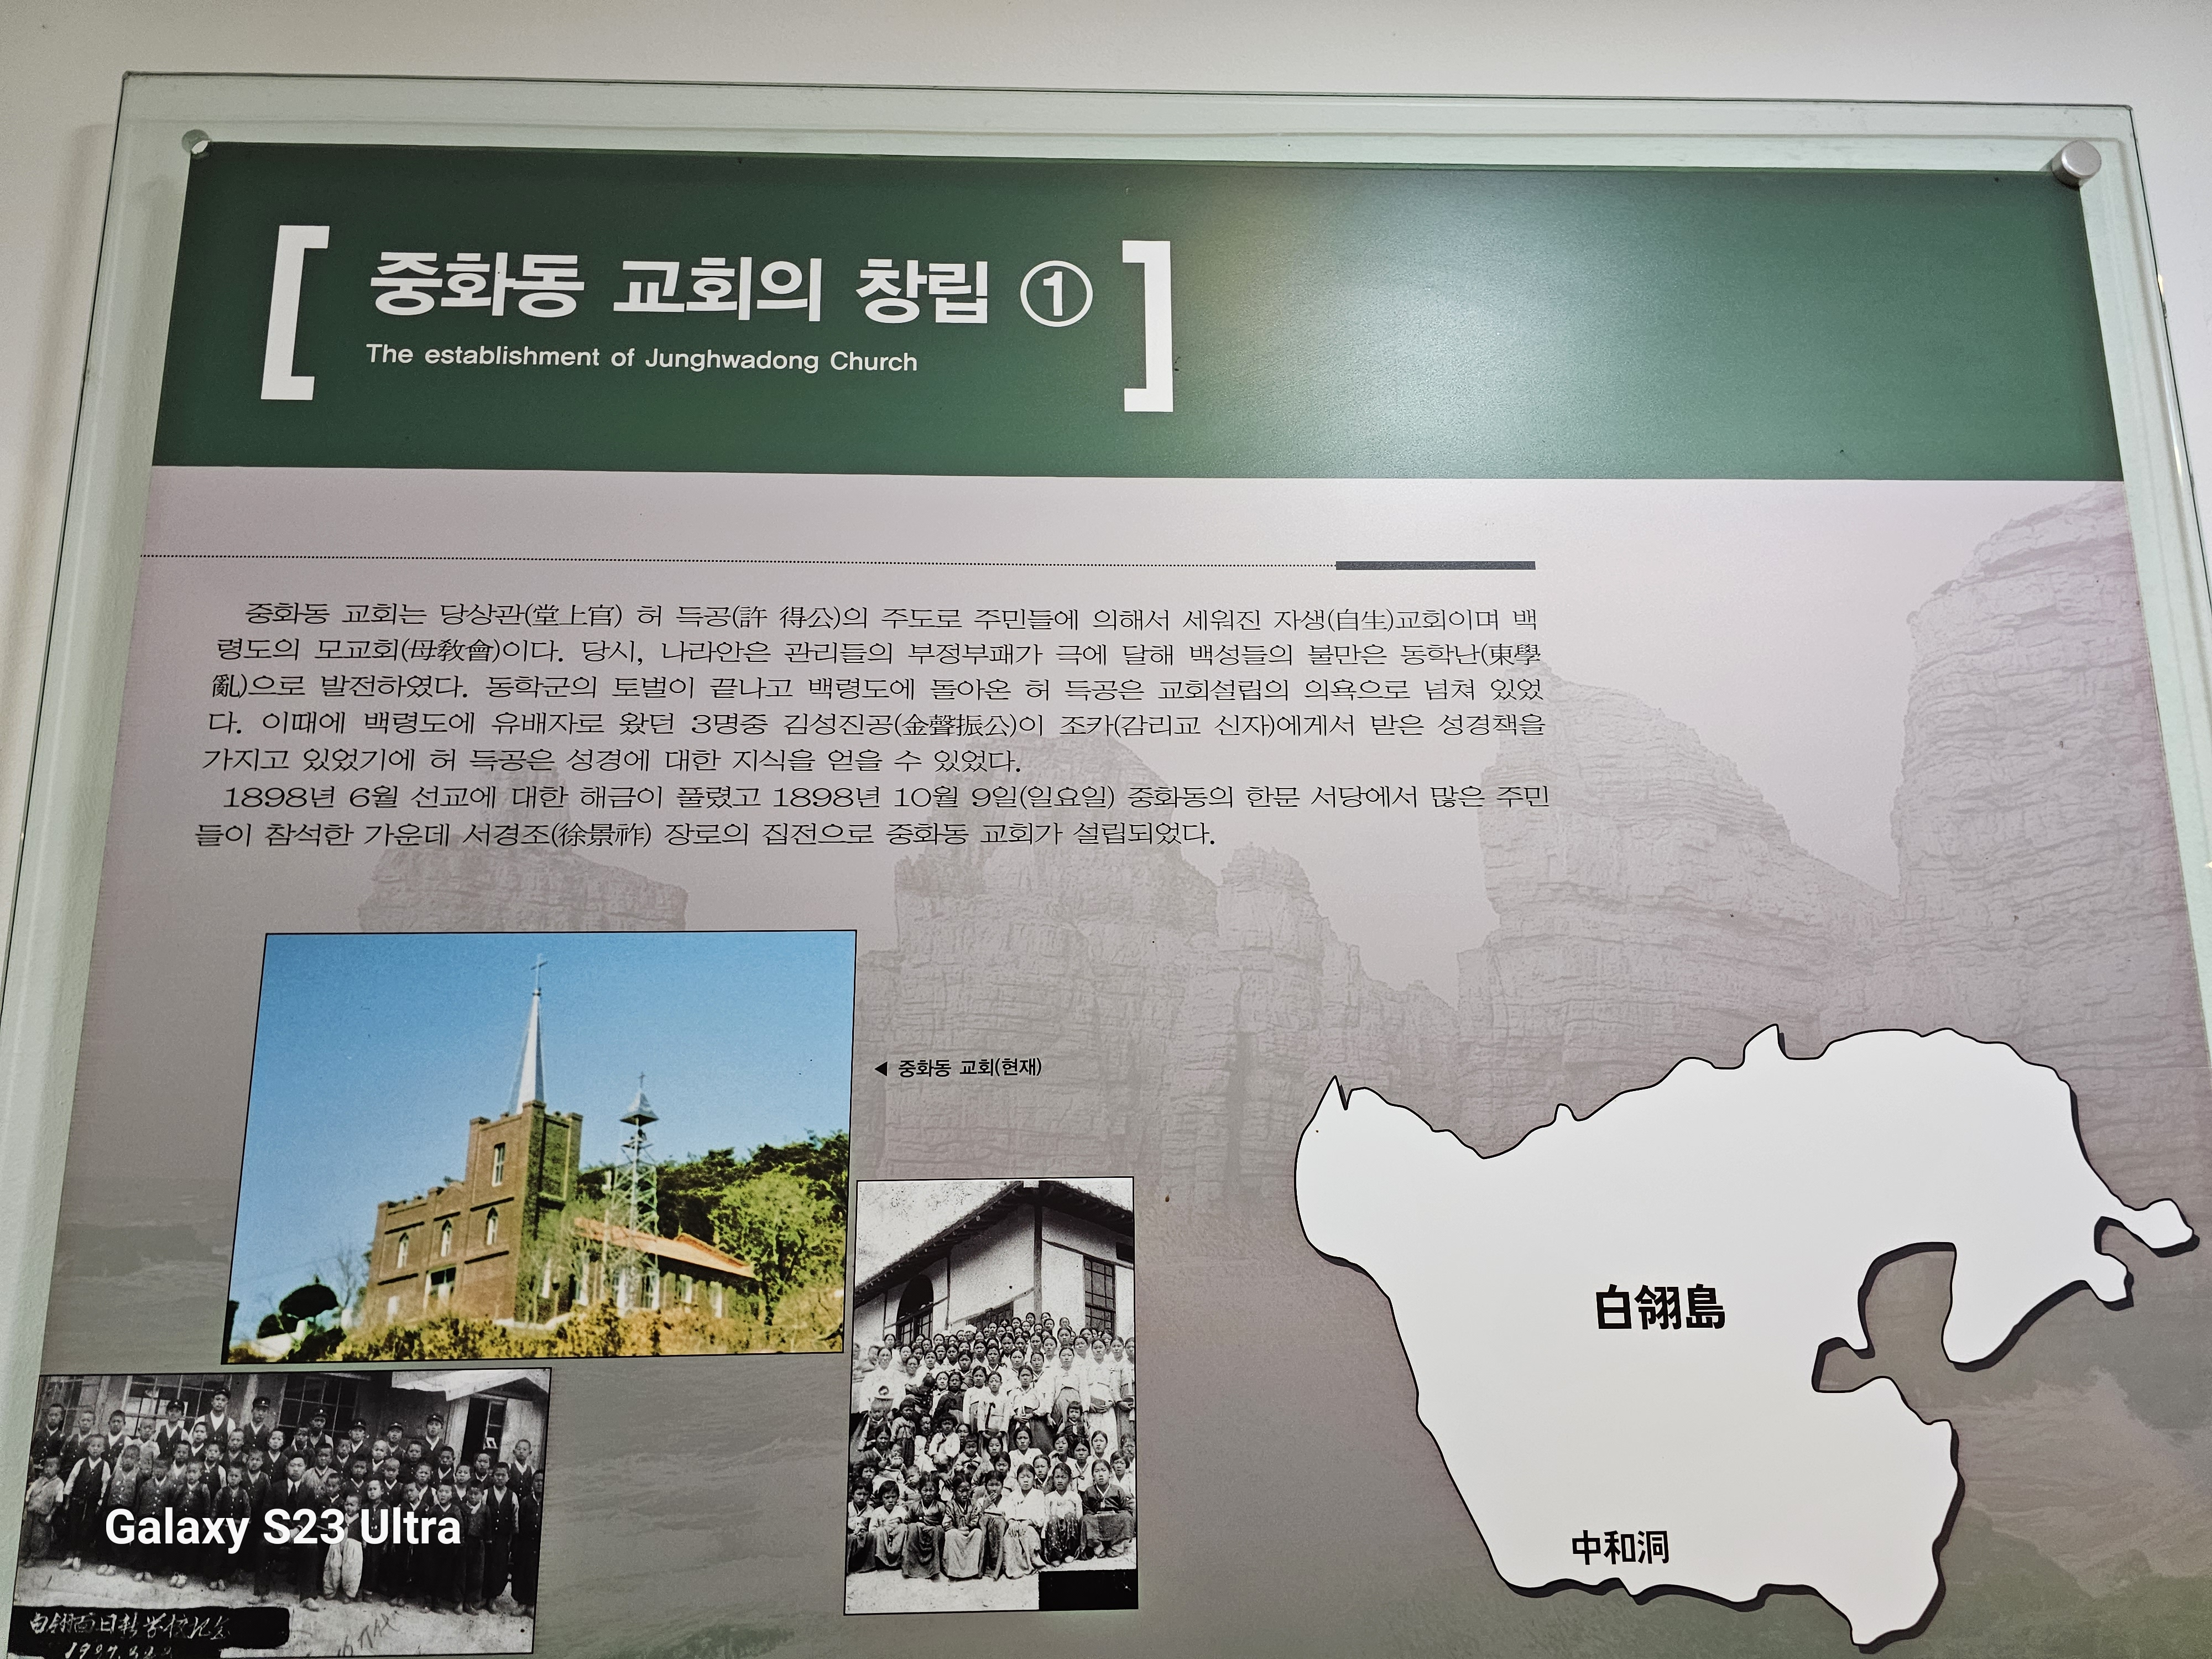 중화동 교회의 창립 ①
The establishment of Junghwadong Church
중화동 교회는 당상관(堂上官) 허 득공(許 得公)의 주도로 주민들에 의해서 세워진 자생(自生)교회이며 백
령도의 모교회(母敎會)이다. 당시, 나라안은 관리들의 부정부패가 극에 달해 백성들의 불만은 동학난(東學
亂)으로 발전하였다. 동학군의 토벌이 끝나고 백령도에 돌아온 허 득공은 교회설립의 의욕으로 넘쳐 있었
다. 이때에 백령도에 유배자로 왔던 3명중 김성진공(金聲振公)이 조카(감리교 신자)에게서 받은 성경책을
가지고 있었기에 허 득공은 성경에 대한 지식을 얻을 수 있었다.
1898년 6월 선교에 대한 해금이 풀렸고 1898년 10월 9일(일요일) 중화동의 한문 서당에서 많은 주민
들이 참석한 가운데 서경조(徐景祚) 장로의 집전으로 중화동 교회가 설립되었다.
◀ 중화동 교회(현재)
白翎島
中和洞
Galaxy S23 Ultra
白翎面日新学校記念